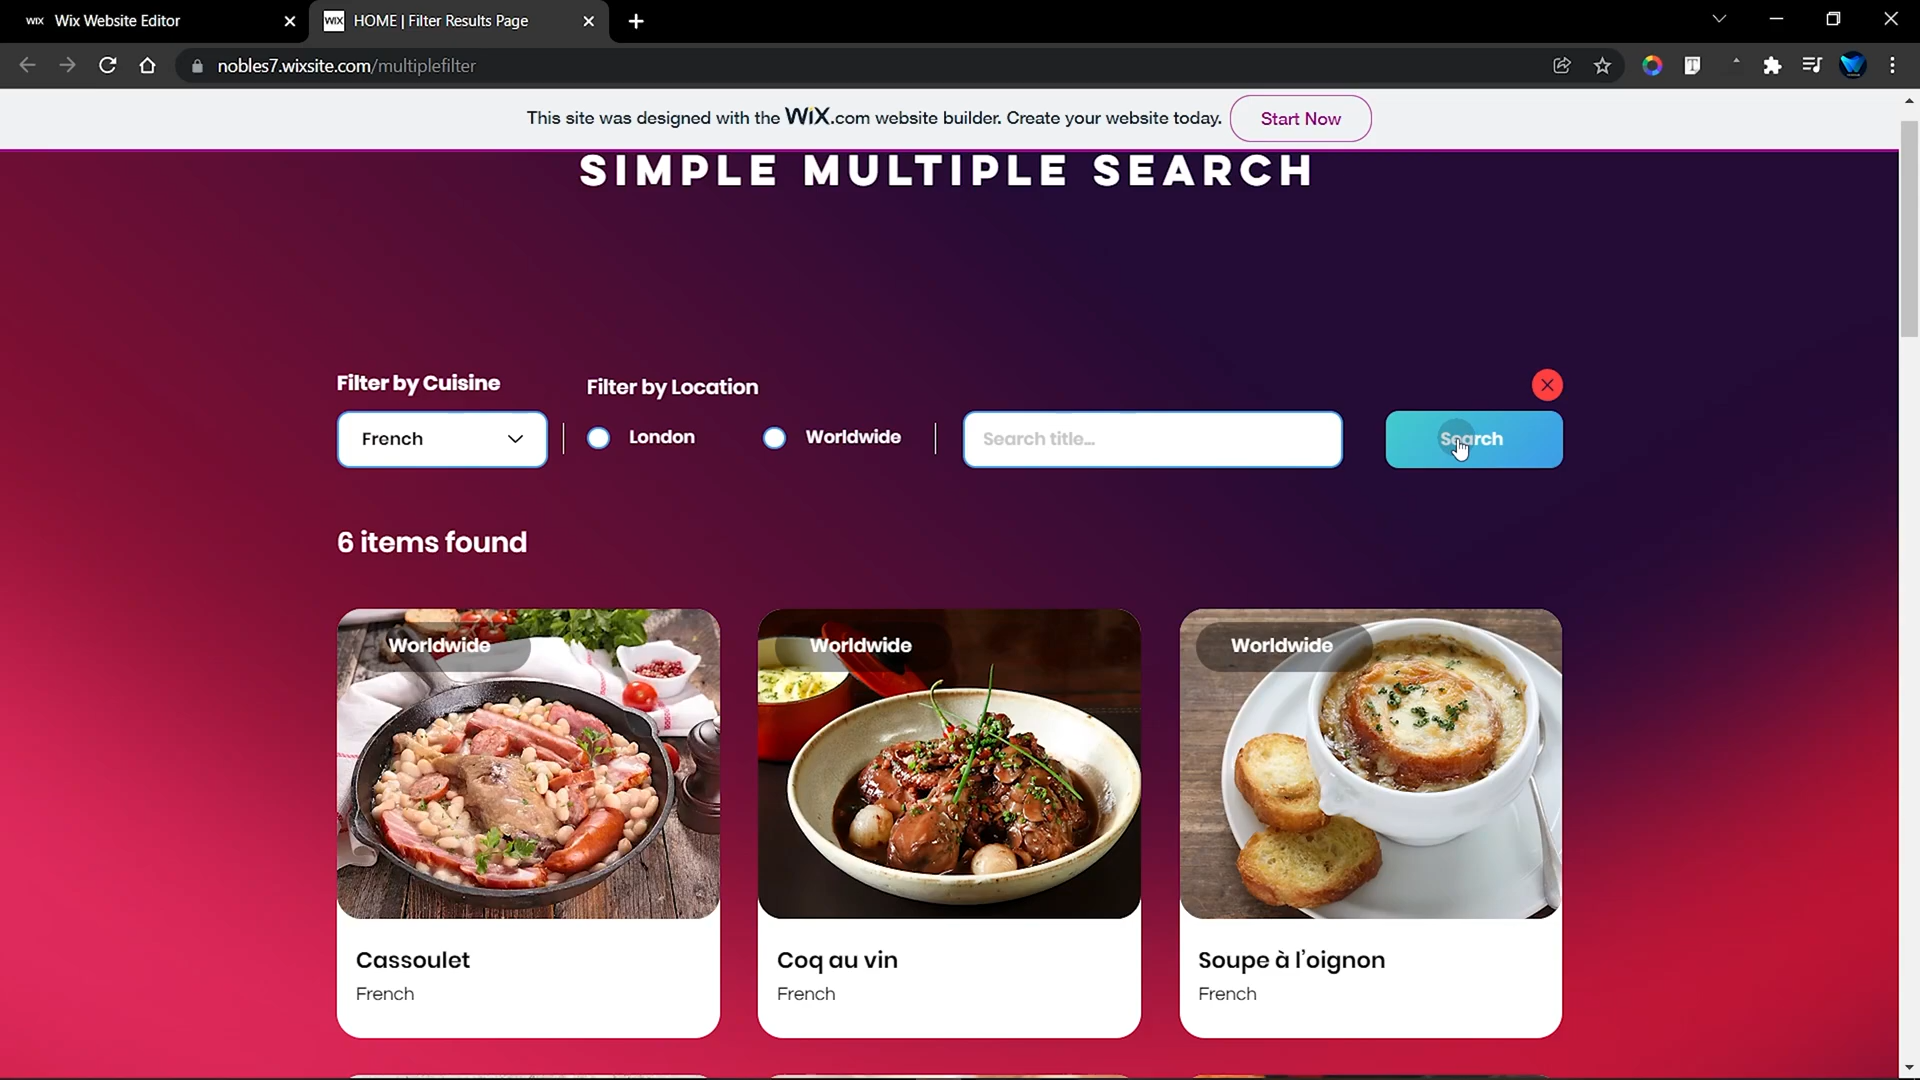 WiX Wix Website Editor
WiX HOME | Filter Results Page
nobles7.wixsite.com/multiplefilter
This site was designed with the WiX.com website builder. Create your website today. Start Now
SIMPLE MULTIPLE SEARCH
Filter by Cuisine
Filter by Location
French
London
Worldwide
Search title...
Search
6 items found
Worldwide
Worldwide
Worldwide
Cassoulet
French
Coq au vin
French
Soupe à l'oignon
French